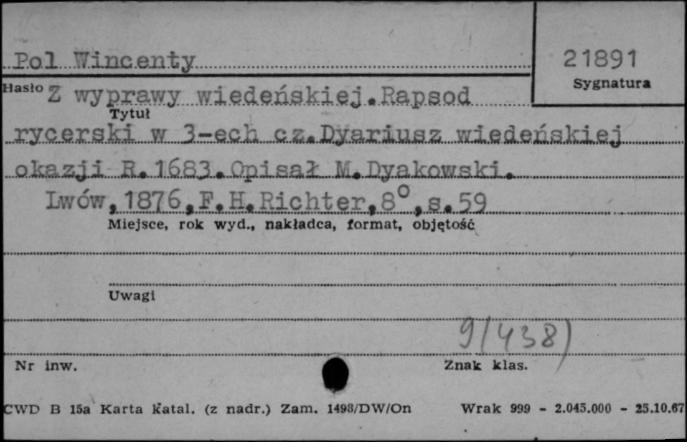 Pol Wincenty
21891
Hasło
Sygnatura
Z wyprawy wiedeńskiej.Rapsod
Tytuł
rycerski w 3-ech cz.Dyariusz wiedeńskiej
okazji R.1683.Opisał M.Dyakowski.
Lwów,1876,F.H.Richter,8°,s.59
Miejsce, rok wyd., nakładca, format, objętość
Uwagi
9/438)
Nr inw.
Znak klas.
CWD B 15a Karta katal. (z nadr.) Zam. 1498/DW/On Wrak 999 - 2.045.000 - 25.10.67